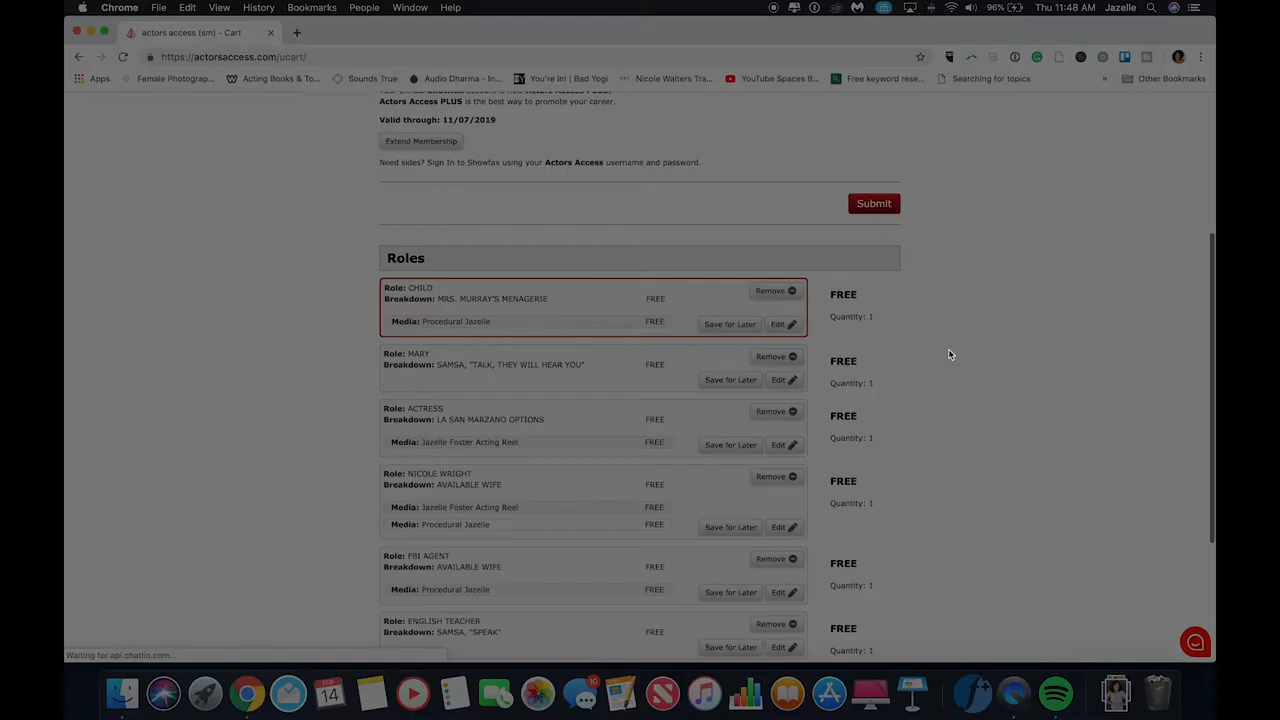 Chrome File Edit View History Bookmarks People Window Help 96% Thu 11:48 AM Jazelle
actors access (sm) - Cart
https://actorsaccess.com/ucart/
Apps Female Photograp... Acting Books & To... Sounds True Audio Dharma - In... You're In! | Bad Yogi Nicole Walters Tra... YouTube Spaces B... Free keyword rese... Searching for topics » Other Bookmarks
Actors Access PLUS is the best way to promote your career.
Valid through: 11/07/2019
Extend Membership
Need sides? Sign In to Showfax using your Actors Access username and password.
Submit
Roles
Role: CHILD Remove FREE
Breakdown: MRS. MURRAY'S MENAGERIE FREE
Quantity: 1
Media: Procedural Jazelle FREE Save for Later Edit
Role: MARY Remove FREE
Breakdown: SAMSA, "TALK, THEY WILL HEAR YOU" FREE
Save for Later Edit Quantity: 1
Role: ACTRESS Remove FREE
Breakdown: LA SAN MARZANO OPTIONS FREE
Quantity: 1
Media: Jazelle Foster Acting Reel FREE Save for Later Edit
Role: NICOLE WRIGHT Remove FREE
Breakdown: AVAILABLE WIFE FREE
Quantity: 1
Media: Jazelle Foster Acting Reel FREE
Media: Procedural Jazelle FREE Save for Later Edit
Role: FBI AGENT Remove FREE
Breakdown: AVAILABLE WIFE FREE
Quantity: 1
Media: Procedural Jazelle FREE Save for Later Edit
Role: ENGLISH TEACHER Remove FREE
Breakdown: SAMSA, "SPEAK" FREE
Save for Later Edit Quantity: 1
Waiting for api.chatlio.com...
FEB
14
10